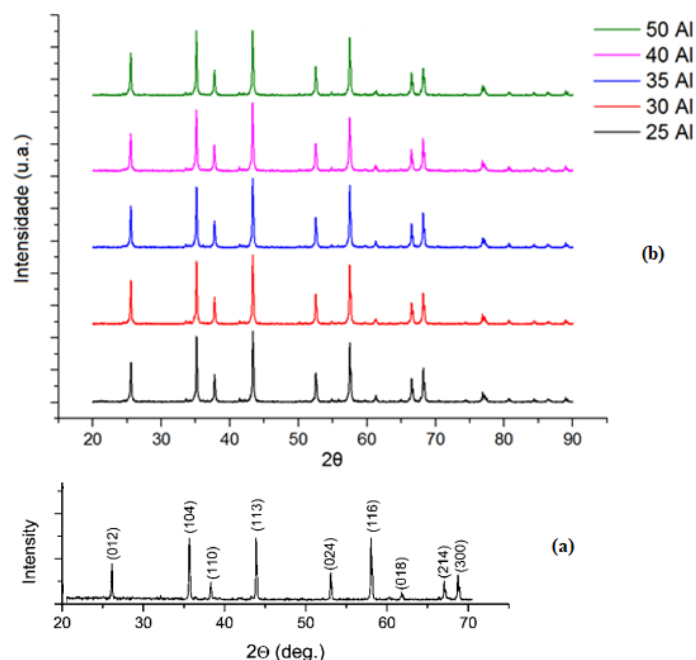 50 Al
40 Al
35 Al
30 Al
25 Al
Intensidade (u.a.)
(b)
20 30 40 50 60 70 80 90
2θ
Intensity
(012)
(104)
(110)
(113)
(024)
(116)
(018)
(214)
(300)
(a)
20 30 40 50 60 70
2Θ (deg.)